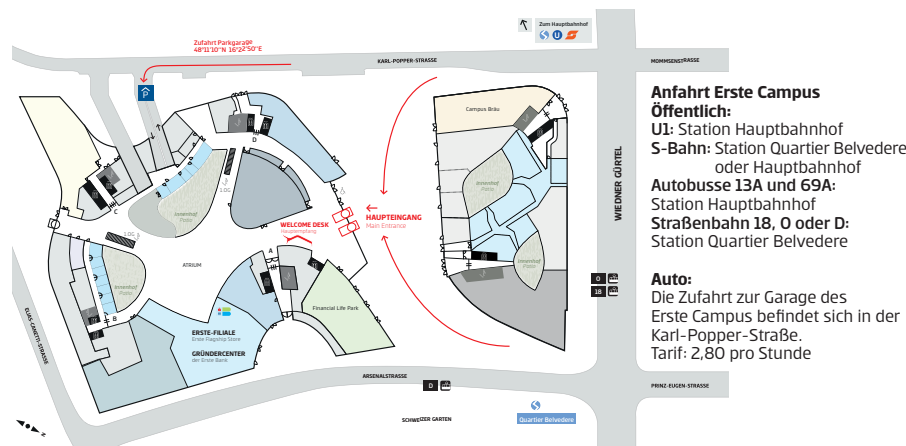 Zum Hauptbahnhof
S U
Zufahrt Parkgarage
48°11'10"N 16°22'50"E
KARL-POPPER-STRASSE
MOMMSENSTRASSE
P
Campus Bräu
D
Innenhof
Patio
C
1.OG
Innenhof
Patio
HAUPTEINGANG
Main Entrance
WELCOME DESK
Hauptempfang
1.OG
A
ATRIUM
Innenhof
Patio
Innenhof
Patio
WIEDNER GÜRTEL
O
18
Financial Life Park
B
ERSTE-FILIALE
Erste Flagship Store
GRÜNDERCENTER
der Erste Bank
ELIAS-CANETTI-STRASSE
ARSENALSTRASSE
D
PRINZ-EUGEN-STRASSE
SCHWEIZER GARTEN
S
Quartier Belvedere
N
Anfahrt Erste Campus
Öffentlich:
U1: Station Hauptbahnhof
S-Bahn: Station Quartier Belvedere
oder Hauptbahnhof
Autobusse 13A und 69A:
Station Hauptbahnhof
Straßenbahn 18, O oder D:
Station Quartier Belvedere
Auto:
Die Zufahrt zur Garage des
Erste Campus befindet sich in der
Karl-Popper-Straße.
Tarif: 2,80 pro Stunde